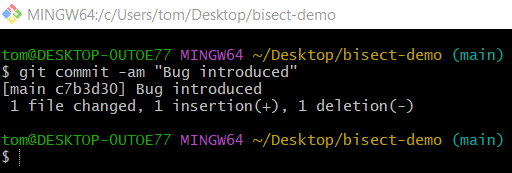 MINGW64:/c/Users/tom/Desktop/bisect-demo
tom@DESKTOP-OUTOE77 MINGW64 ~/Desktop/bisect-demo (main)
$ git commit -am "Bug introduced"
[main c7b3d30] Bug introduced
 1 file changed, 1 insertion(+), 1 deletion(-)
tom@DESKTOP-OUTOE77 MINGW64 ~/Desktop/bisect-demo (main)
$